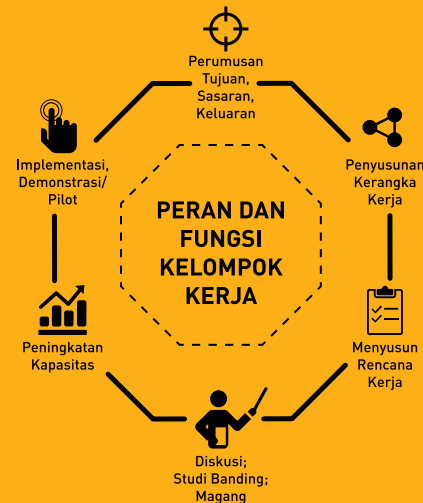 Perumusan
Tujuan,
Sasaran,
Keluaran
Penyusunan
Kerangka
Kerja
Menyusun
Rencana
Kerja
Diskusi;
Studi Banding;
Magang
Peningkatan
Kapasitas
Implementasi,
Demonstrasi/
Pilot
PERAN DAN
FUNGSI
KELOMPOK
KERJA